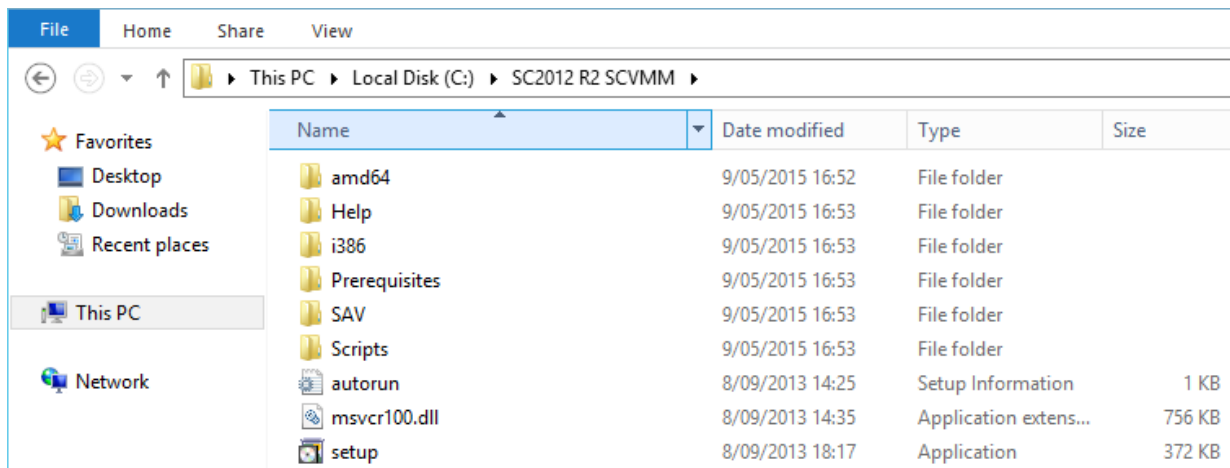 File Home Share View
This PC Local Disk (C:) SC2012 R2 SCVMM
Name Date modified Type Size
Favorites
Desktop
Downloads
Recent places
This PC
Network
amd64 9/05/2015 16:52 File folder
Help 9/05/2015 16:53 File folder
i386 9/05/2015 16:53 File folder
Prerequisites 9/05/2015 16:53 File folder
SAV 9/05/2015 16:53 File folder
Scripts 9/05/2015 16:53 File folder
autorun 8/09/2013 14:25 Setup Information 1 KB
msvcr100.dll 8/09/2013 14:35 Application extens... 756 KB
setup 8/09/2013 18:17 Application 372 KB